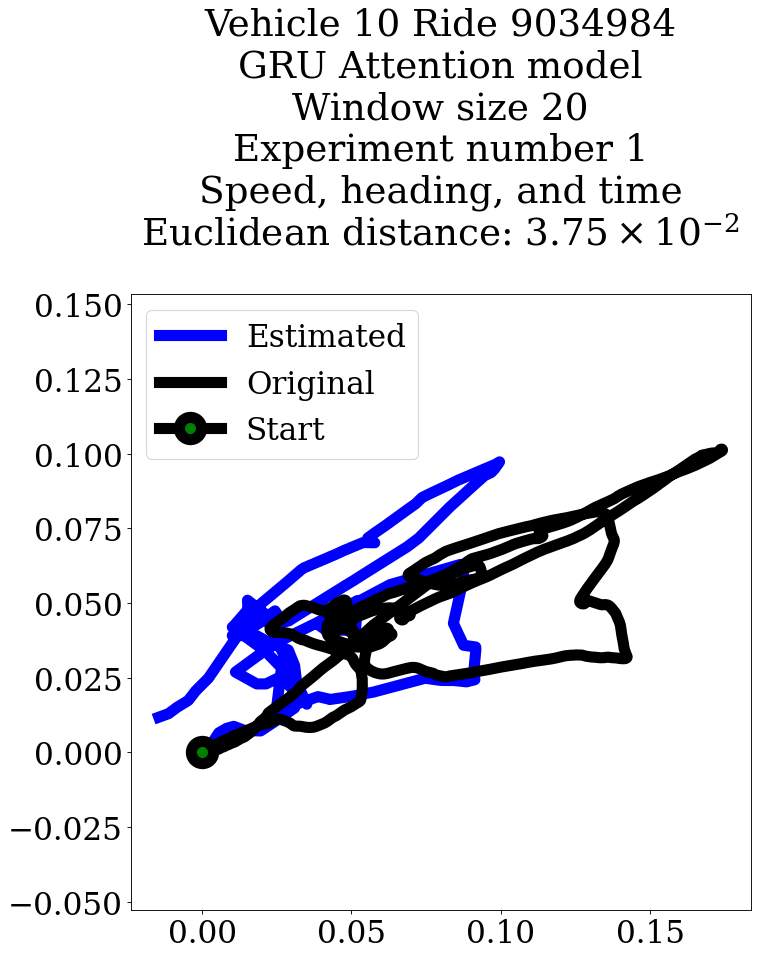 Vehicle 10 Ride 9034984
GRU Attention model
Window size 20
Experiment number 1
Speed, heading, and time
Euclidean distance: 3.75 × 10⁻²
0.150
0.125
0.100
0.075
0.050
0.025
0.000
−0.025
−0.050
Estimated
Original
Start
0.00 0.05 0.10 0.15